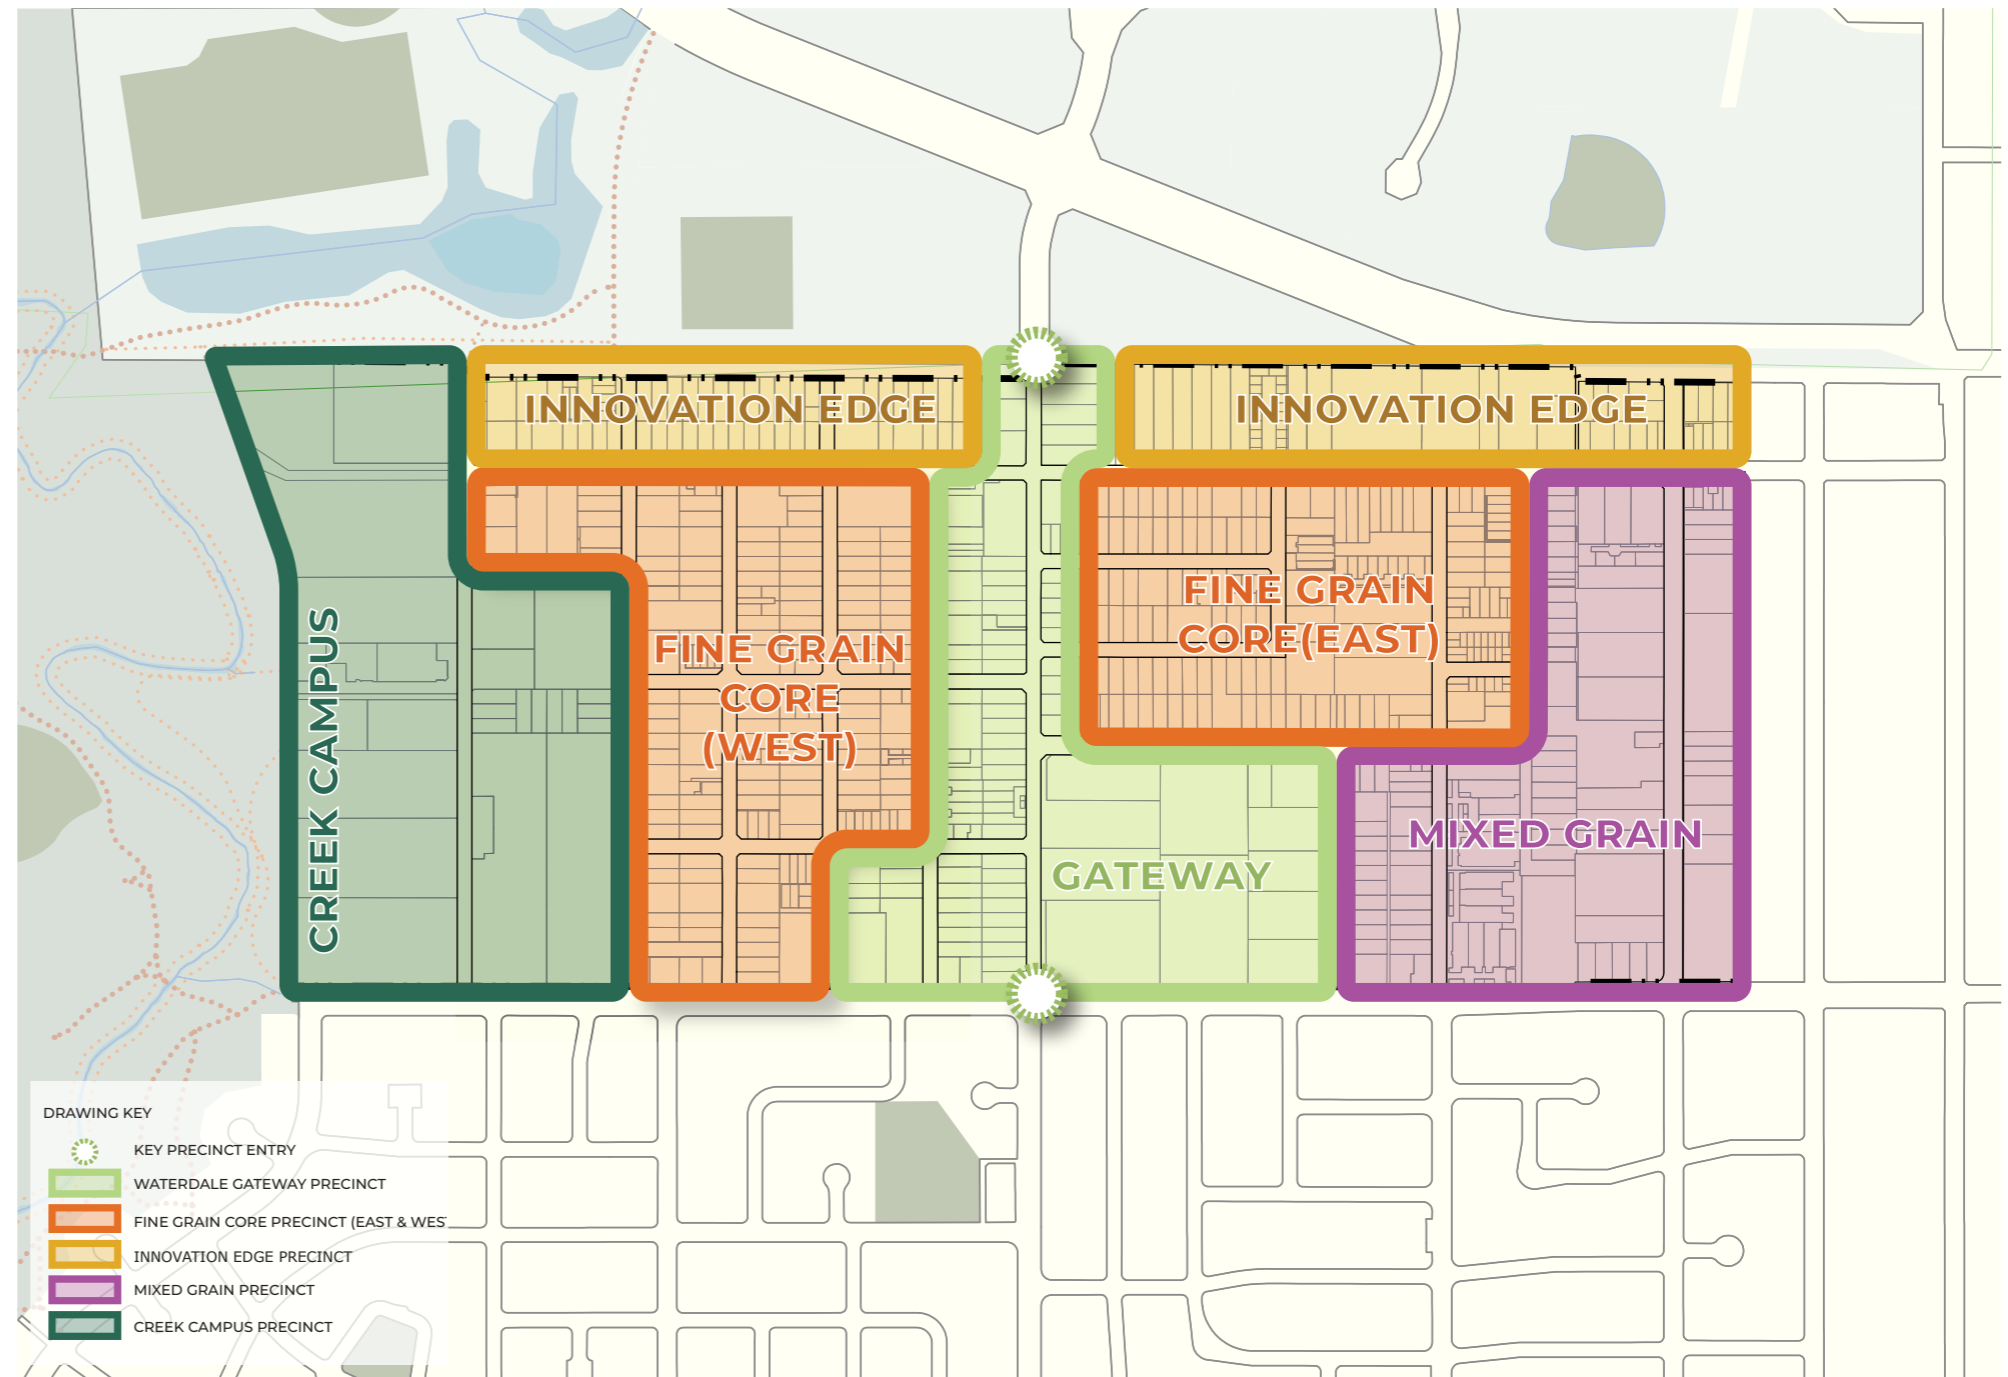 INNOVATION EDGE
INNOVATION EDGE
CREEK CAMPUS
FINE GRAIN
CORE
(WEST)
FINE GRAIN
CORE(EAST)
GATEWAY
MIXED GRAIN
DRAWING KEY
KEY PRECINCT ENTRY
WATERDALE GATEWAY PRECINCT
FINE GRAIN CORE PRECINCT (EAST & WES
INNOVATION EDGE PRECINCT
MIXED GRAIN PRECINCT
CREEK CAMPUS PRECINCT